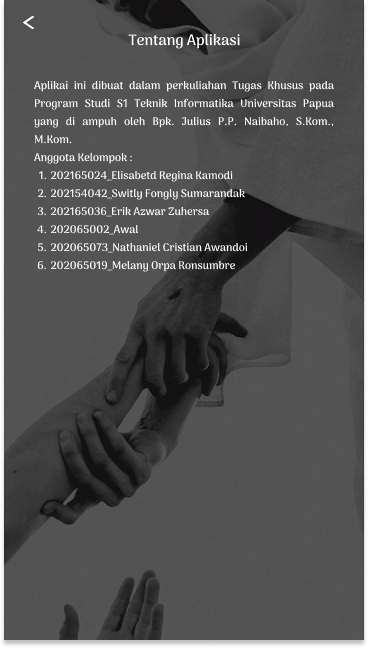 Tentang Aplikasi
Aplikai ini dibuat dalam perkuliahan Tugas Khusus pada
Program Studi S1 Teknik Informatika Universitas Papua
yang di ampuh oleh Bpk. Julius P.P. Naibaho, S.Kom.,
M.Kom.
Anggota Kelompok :
1. 202165024_Elisabetd Regina Kamodi
2. 202154042_Switly Fongly Sumarandak
3. 202165036_Erik Azwar Zuhersa
4. 202065002_Awal
5. 202065073_Nathaniel Cristian Awandoi
6. 202065019_Melany Orpa Ronsumbre